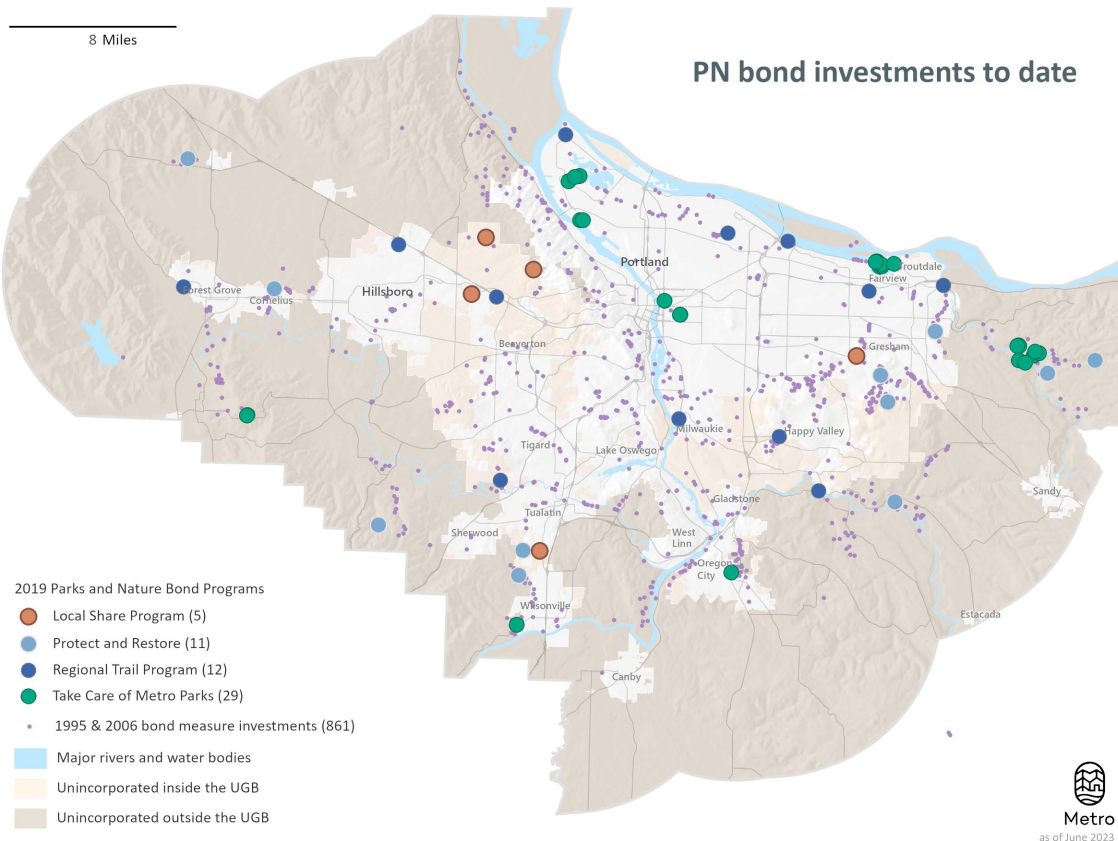 8 Miles
PN bond investments to date
Portland
Troutdale
Fairview
Forest Grove
Cornelius
Hillsboro
Beaverton
Gresham
Milwaukie
Happy Valley
Tigard
Lake Oswego
Sandy
Gladstone
Tualatin
Sherwood
West
Linn
Oregon
City
Wilsonville
Estacada
Canby
2019 Parks and Nature Bond Programs
Local Share Program (5)
Protect and Restore (11)
Regional Trail Program (12)
Take Care of Metro Parks (29)
1995 & 2006 bond measure investments (861)
Major rivers and water bodies
Unincorporated inside the UGB
Unincorporated outside the UGB
Metro
as of June 2023